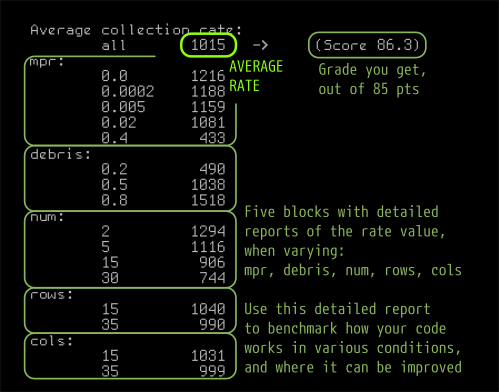 Average collection rate:
all 1015 -> (Score 86.3)
AVERAGE
RATE
Grade you get,
out of 85 pts
mpr:
0.0 1216
0.0002 1188
0.005 1159
0.02 1081
0.4 433
debris:
0.2 490
0.5 1038
0.8 1518
num:
2 1294
5 1116
15 906
30 744
rows:
15 1040
35 990
cols:
15 1031
35 999
Five blocks with detailed
reports of the rate value,
when varying:
mpr, debris, num, rows, cols
Use this detailed report
to benchmark how your code
works in various conditions,
and where it can be improved